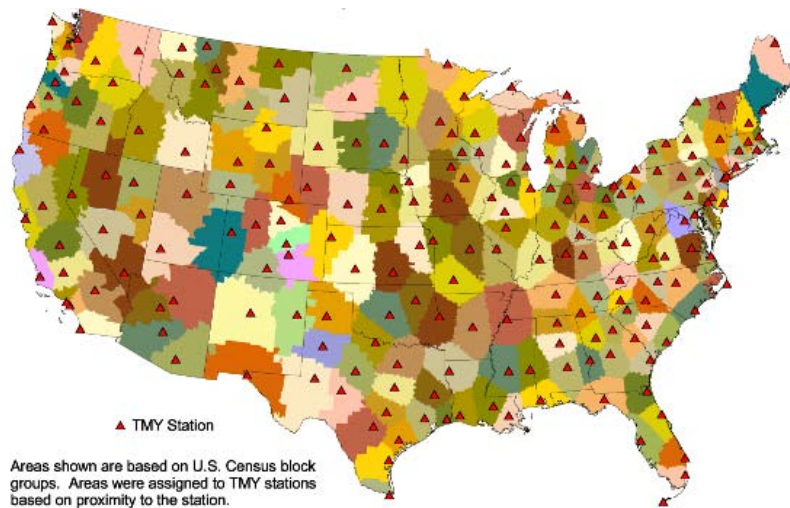 TMY Station
Areas shown are based on U.S. Census block
groups. Areas were assigned to TMY stations
based on proximity to the station.